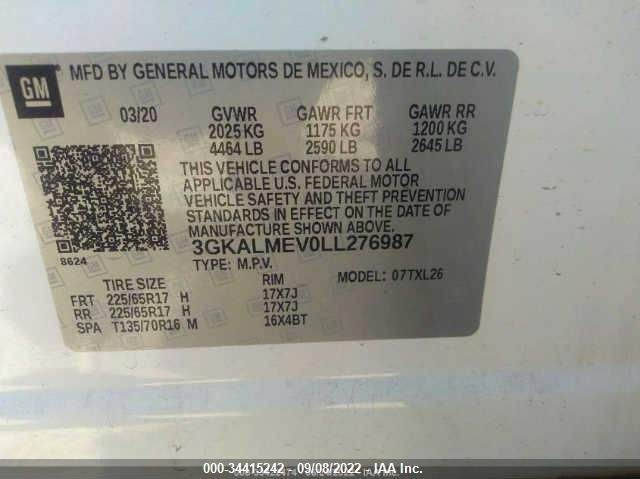 GM
MFD BY GENERAL MOTORS DE MEXICO, S. DE R.L. DE C.V.
03/20 GVWR GAWR FRT GAWR RR
2025 KG 1175 KG 1200 KG
4464 LB 2590 LB 2645 LB
THIS VEHICLE CONFORMS TO ALL
APPLICABLE U.S. FEDERAL MOTOR
VEHICLE SAFETY AND THEFT PREVENTION
STANDARDS IN EFFECT ON THE DATE OF
MANUFACTURE SHOWN ABOVE.
8624 3GKALMEV0LL276987
TYPE: M.P.V. 07TXL26
TIRE SIZE RIM
FRT 225/65R17 H 17X7J
RR 225/65R17 H 17X7J
SPA T135/70R16 M 16X4BT
000-34415242 - 09/08/2022 - IAA Inc.